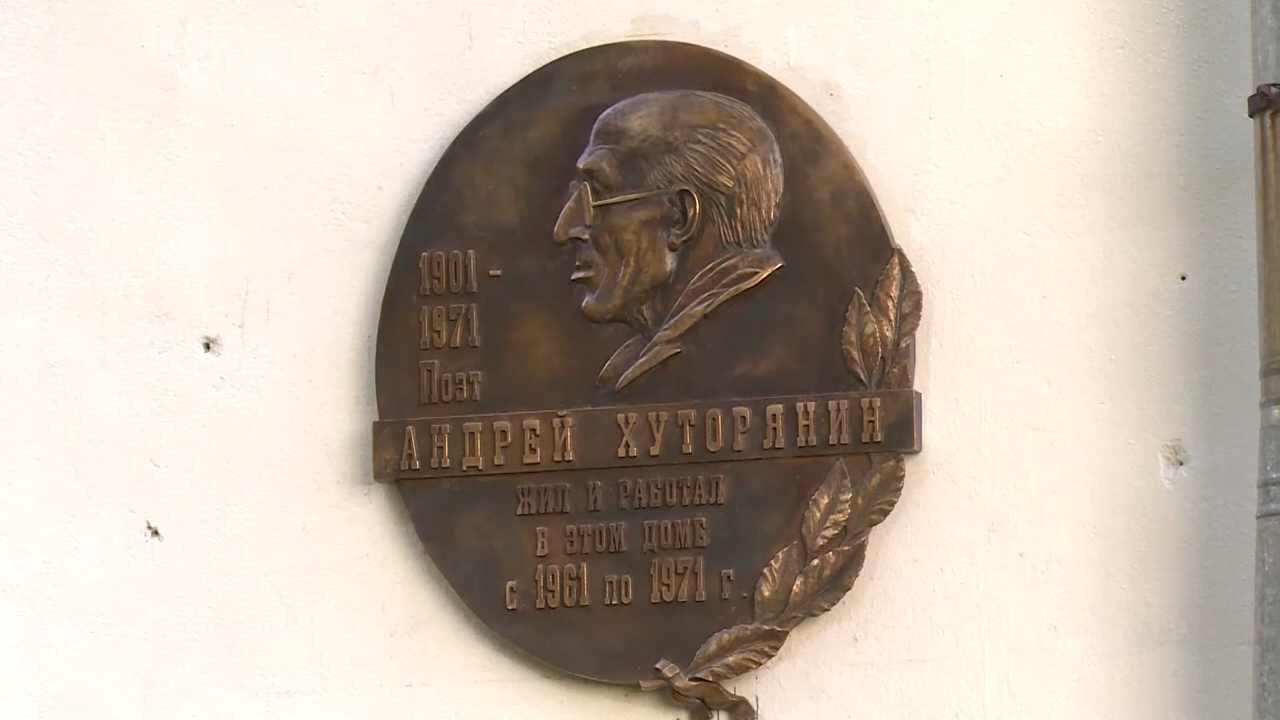 1901 -
1971
Поэт
АНДРЕЙ ХУТОРЯНИН
ЖИЛ И РАБОТАЛ
В ЭТОМ ДОМЕ
с 1961 по 1971 г.